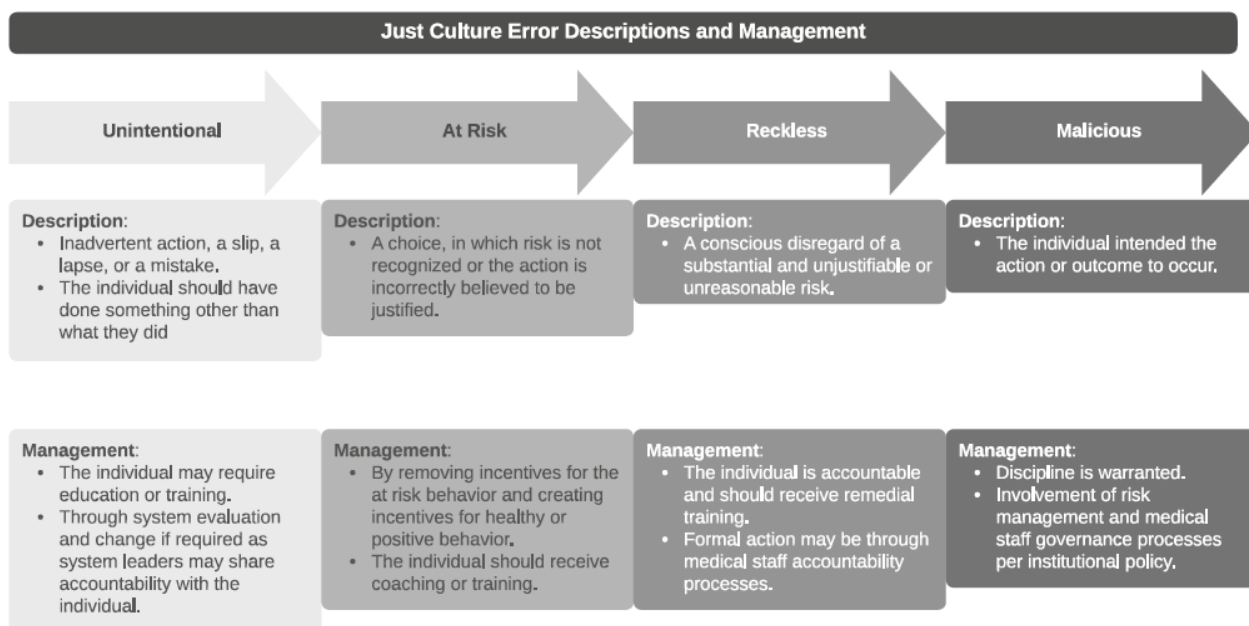 Just Culture Error Descriptions and Management
Unintentional
At Risk
Reckless
Malicious
Description:
• Inadvertent action, a slip, a
lapse, or a mistake.
• The individual should have
done something other than
what they did
Description:
• A choice, in which risk is not
recognized or the action is
incorrectly believed to be
justified.
Description:
• A conscious disregard of a
substantial and unjustifiable or
unreasonable risk.
Description:
• The individual intended the
action or outcome to occur.
Management:
• The individual may require
education or training.
• Through system evaluation
and change if required as
system leaders may share
accountability with the
individual.
Management:
• By removing incentives for the
at risk behavior and creating
incentives for healthy or
positive behavior.
• The individual should receive
coaching or training.
Management:
• The individual is accountable
and should receive remedial
training.
• Formal action may be through
medical staff accountability
processes.
Management:
• Discipline is warranted.
• Involvement of risk
management and medical
staff governance processes
per institutional policy.